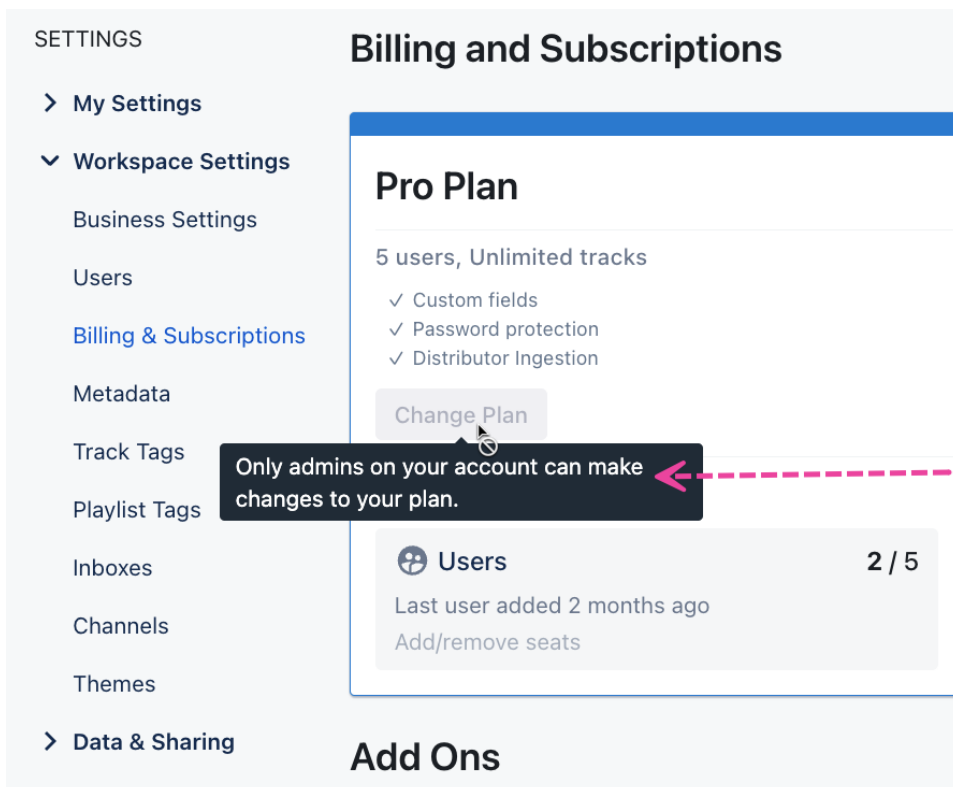 SETTINGS
My Settings
Workspace Settings
Business Settings
Users
Billing & Subscriptions
Metadata
Track Tags
Playlist Tags
Inboxes
Channels
Themes
Data & Sharing
Billing and Subscriptions
Pro Plan
5 users, Unlimited tracks
Custom fields
Password protection
Distributor Ingestion
Change Plan
Only admins on your account can make
changes to your plan.
Users 2 / 5
Last user added 2 months ago
Add/remove seats
Add Ons